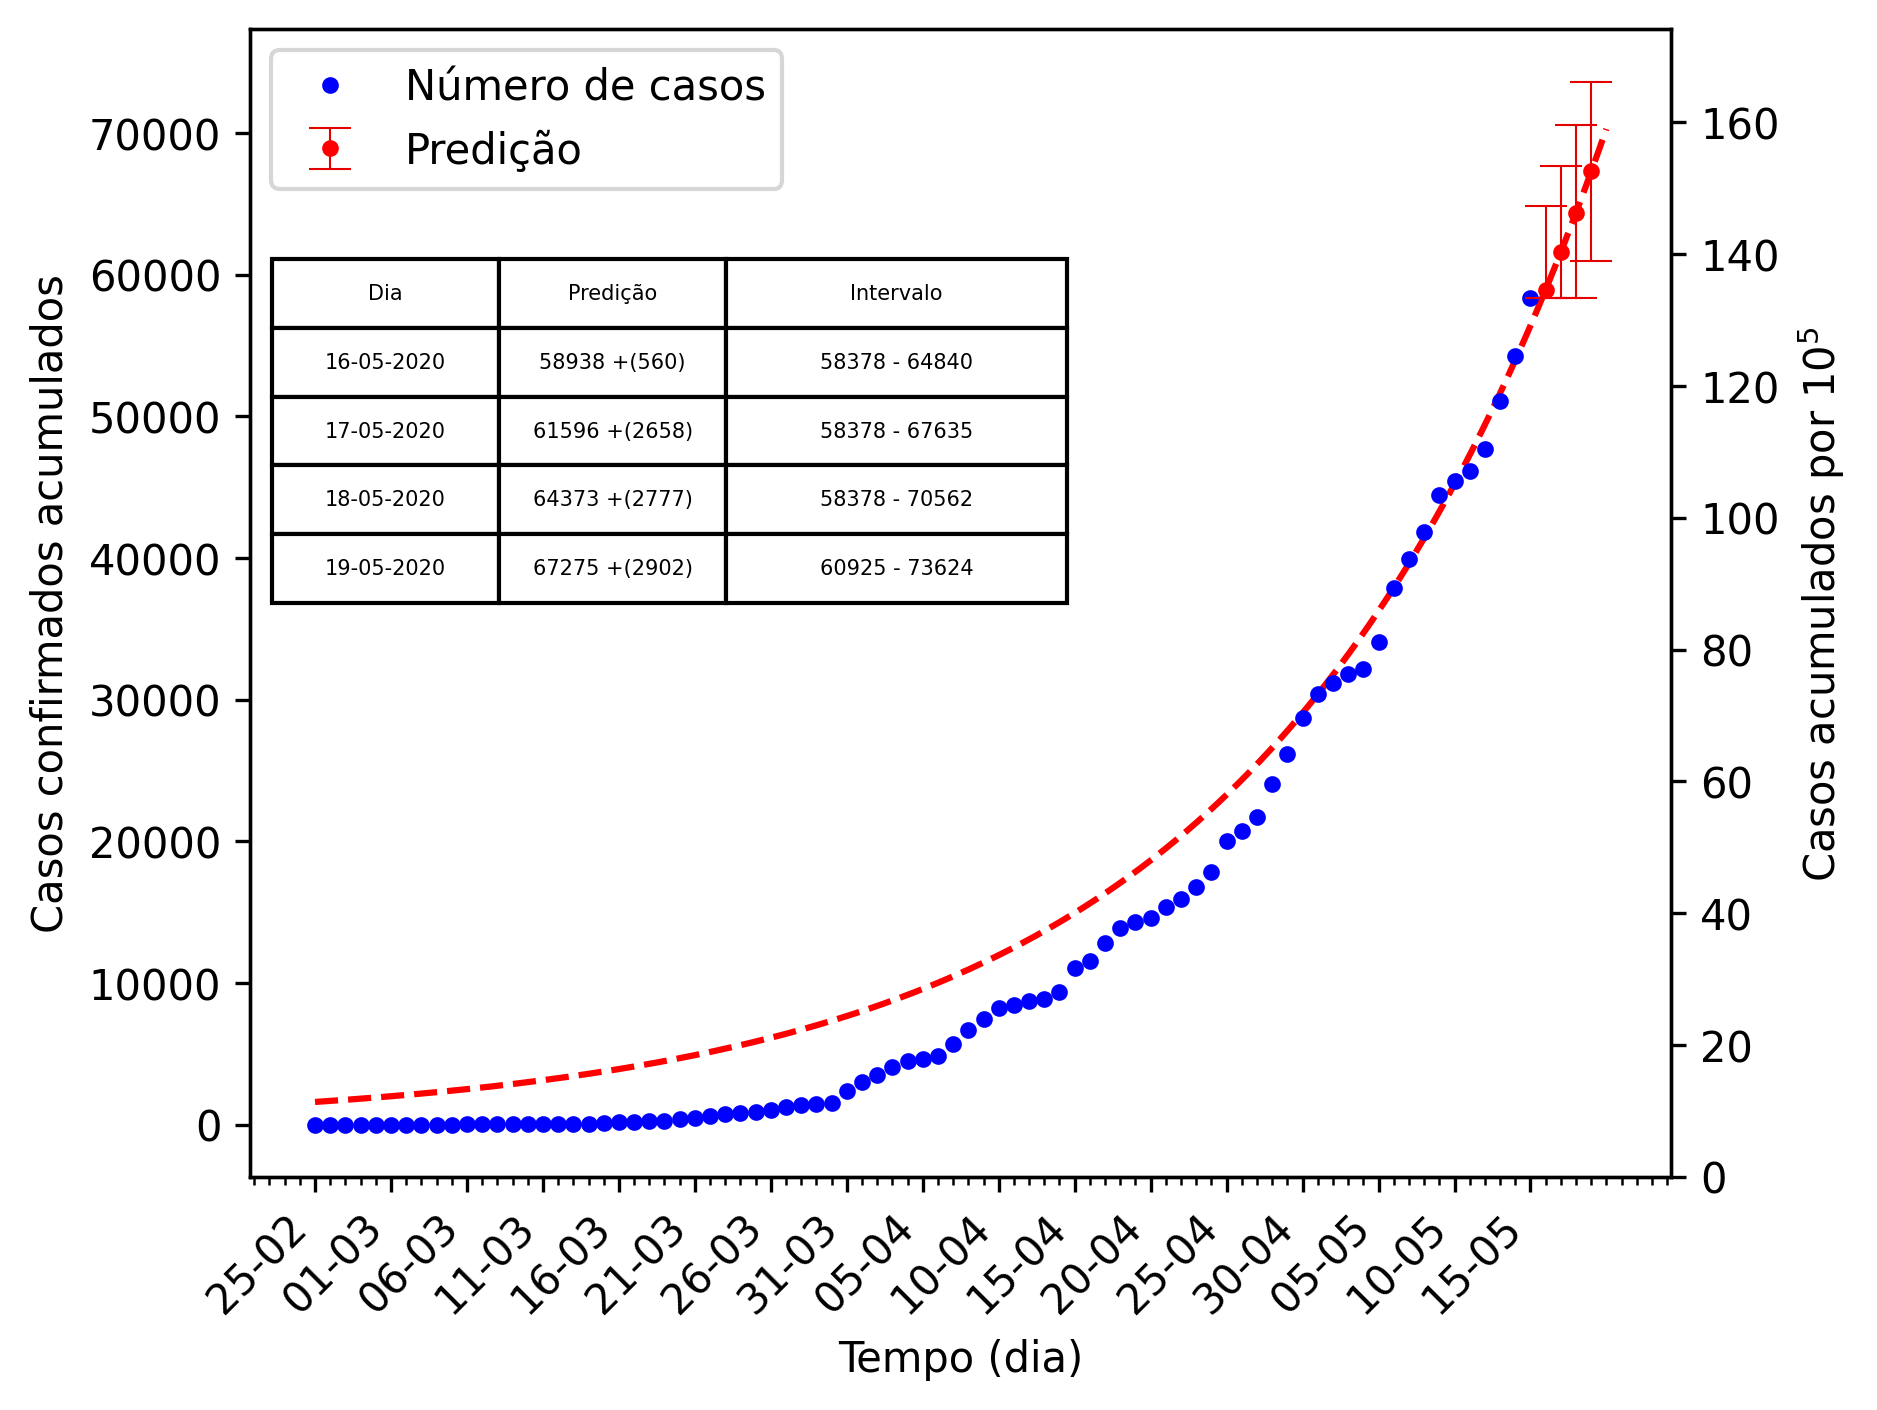 Número de casos
Predição
Dia Predição Intervalo
16-05-2020 58938 +(560) 58378 - 64840
17-05-2020 61596 +(2658) 58378 - 67635
18-05-2020 64373 +(2777) 58378 - 70562
19-05-2020 67275 +(2902) 60925 - 73624
Casos confirmados acumulados
70000
60000
50000
40000
30000
20000
10000
0
160
140
120
100
80
60
40
20
0
Casos acumulados por 10⁵
25-02 01-03 06-03 11-03 16-03 21-03 26-03 31-03 05-04 10-04 15-04 20-04 25-04 30-04 05-05 10-05 15-05
Tempo (dia)